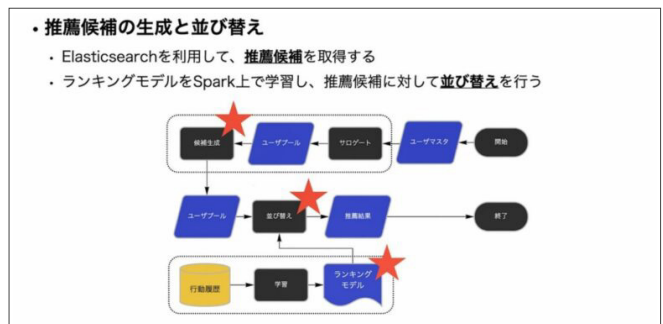 • 推薦候補の生成と並び替え
• Elasticsearchを利用して、推薦候補を取得する
• ランキングモデルをSpark上で学習し、推薦候補に対して並び替えを行う
候補生成
ユーザプール
サロゲート
ユーザマスタ
開始
ユーザプール
並び替え
推薦結果
終了
行動履歴
学習
ランキング
モデル